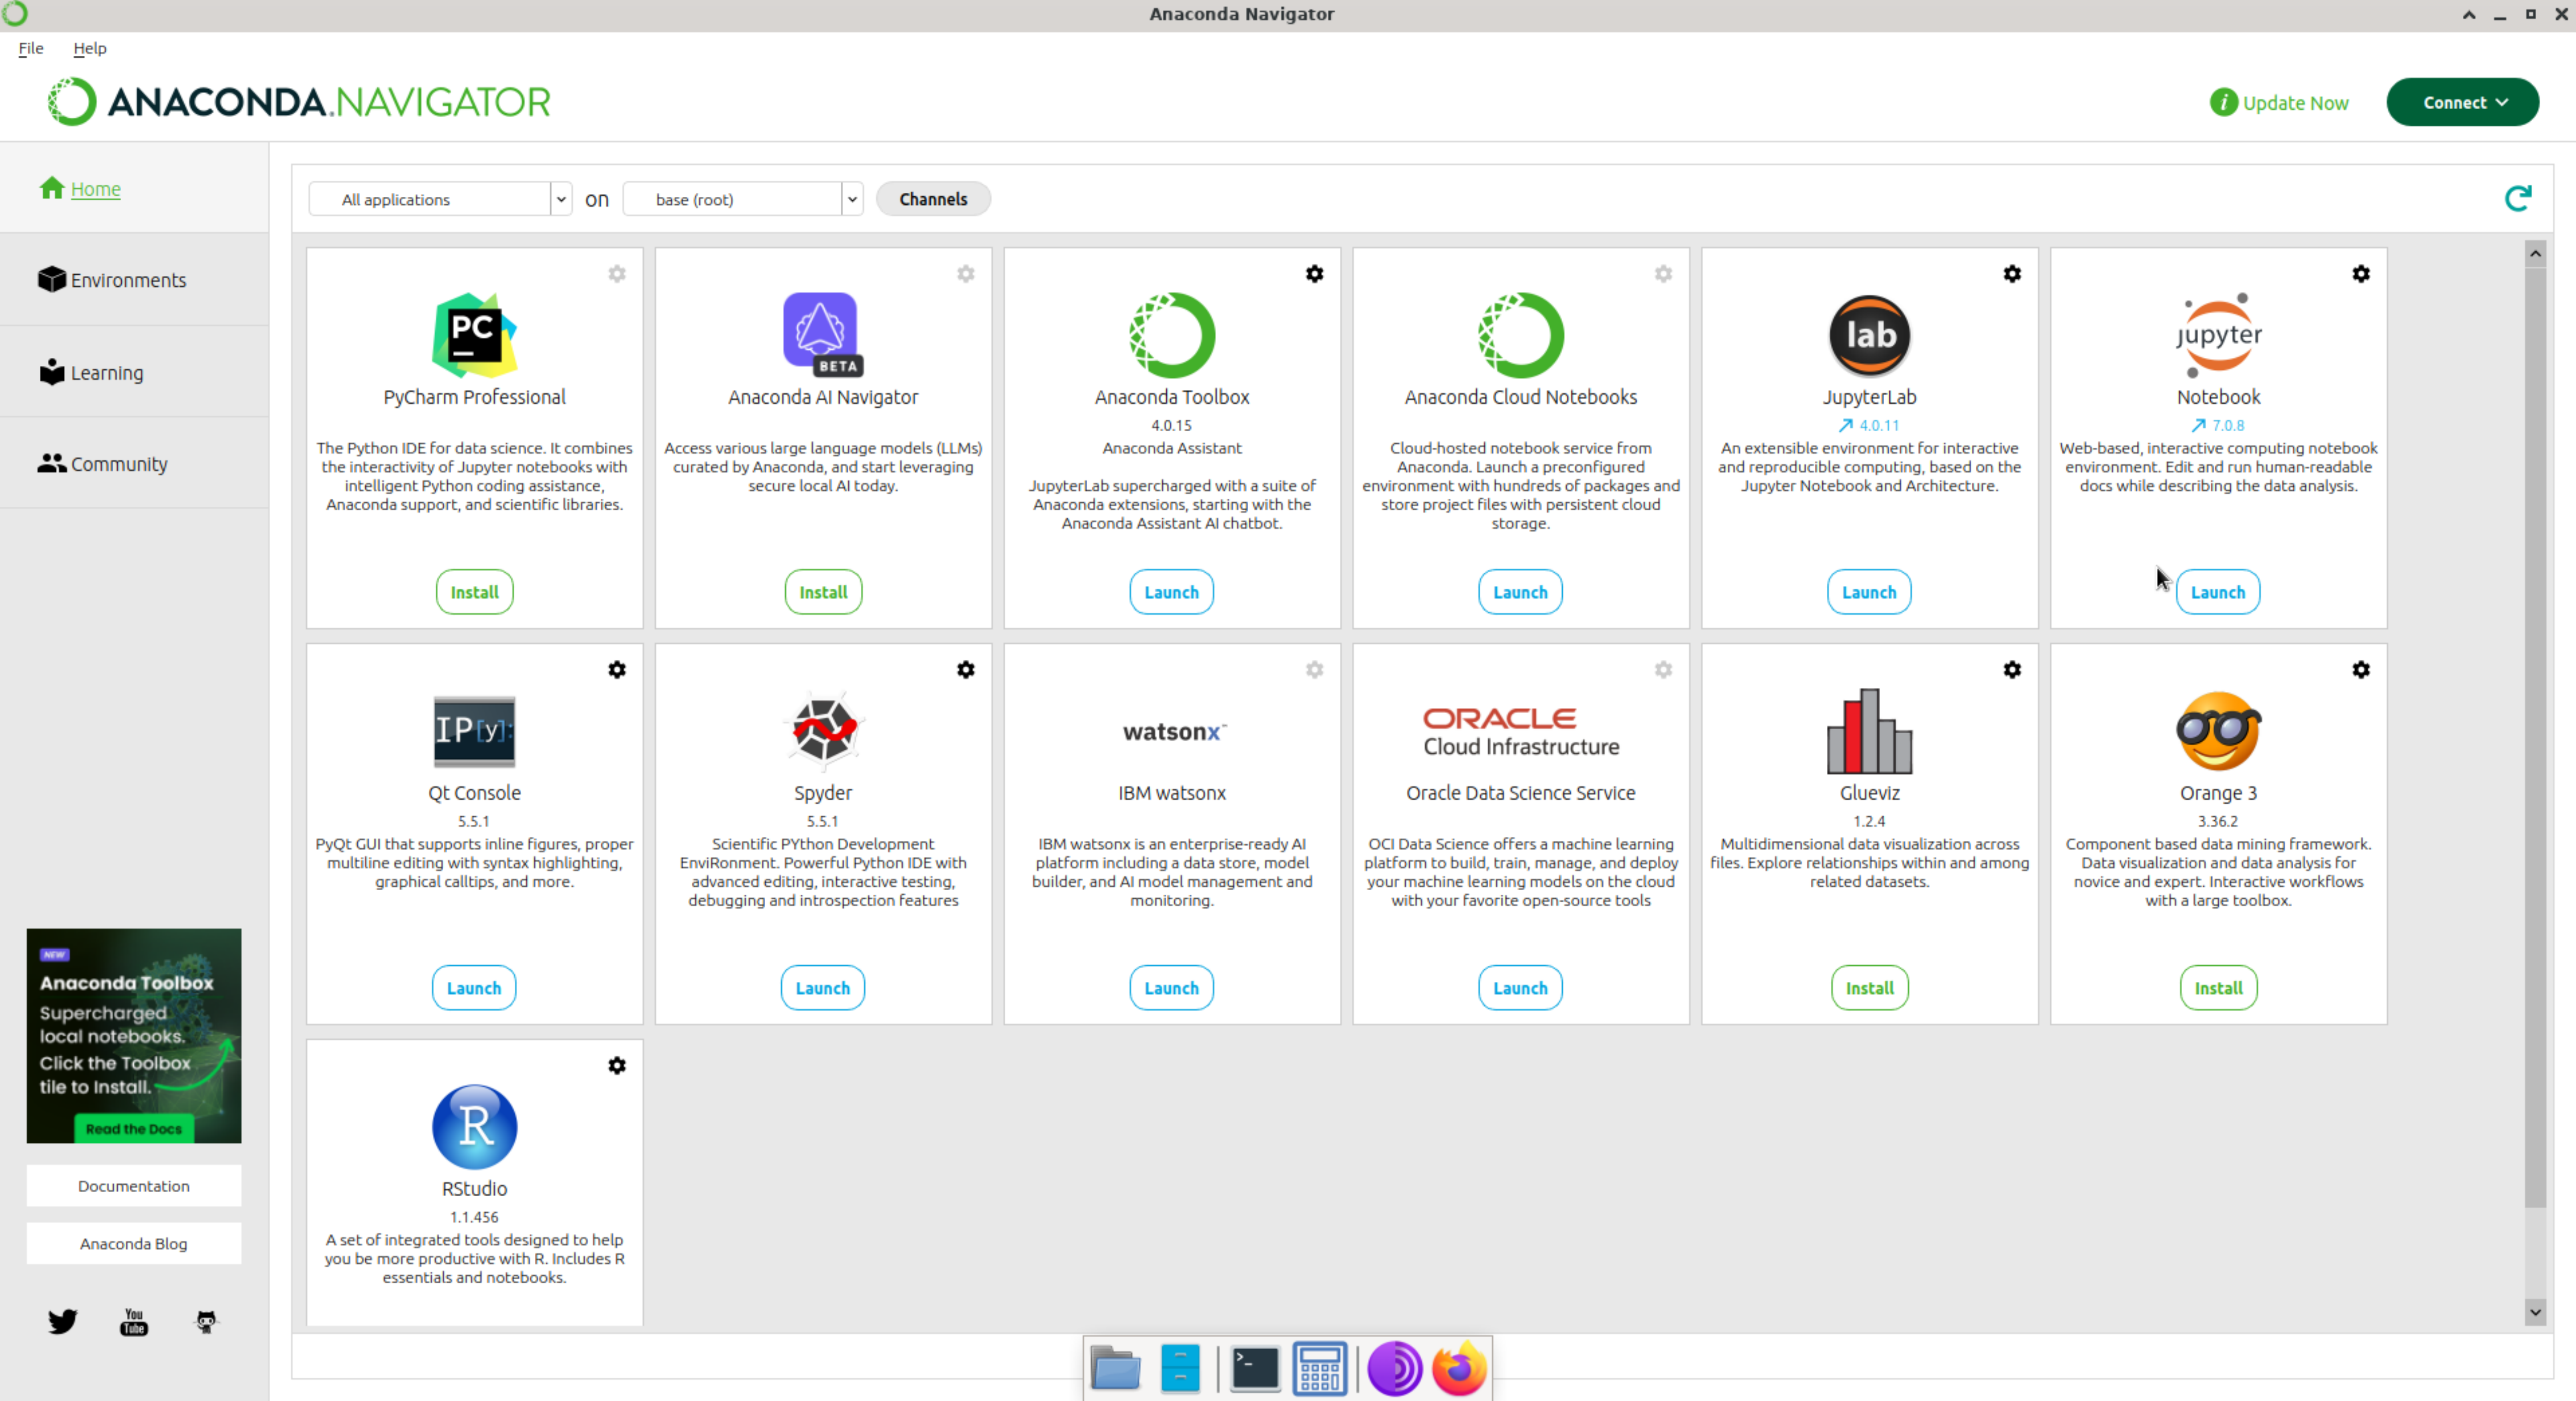 Anaconda Navigator
File Help
ANACONDA.NAVIGATOR
i Update Now
Connect
Home
Environments
Learning
Community
All applications on base (root) Channels
PC
PyCharm Professional
The Python IDE for data science. It combines
the interactivity of Jupyter notebooks with
intelligent Python coding assistance,
Anaconda support, and scientific libraries.
Install
BETA
Anaconda AI Navigator
Access various large language models (LLMs)
curated by Anaconda, and start leveraging
secure local AI today.
Install
Anaconda Toolbox
4.0.15
Anaconda Assistant
JupyterLab supercharged with a suite of
Anaconda extensions, starting with the
Anaconda Assistant AI chatbot.
Launch
Anaconda Cloud Notebooks
Cloud-hosted notebook service from
Anaconda. Launch a preconfigured
environment with hundreds of packages and
store project files with persistent cloud
storage.
Launch
lab
JupyterLab
4.0.11
An extensible environment for interactive
and reproducible computing, based on the
Jupyter Notebook and Architecture.
Launch
jupyter
Notebook
7.0.8
Web-based, interactive computing notebook
environment. Edit and run human-readable
docs while describing the data analysis.
Launch
IP[y]:
Qt Console
5.5.1
PyQt GUI that supports inline figures, proper
multiline editing with syntax highlighting,
graphical calltips, and more.
Launch
Spyder
5.5.1
Scientific PYthon Development
EnviRonment. Powerful Python IDE with
advanced editing, interactive testing,
debugging and introspection features
Launch
watsonx™
IBM watsonx
IBM watsonx is an enterprise-ready AI
platform including a data store, model
builder, and AI model management and
monitoring.
Launch
ORACLE
Cloud Infrastructure
Oracle Data Science Service
OCI Data Science offers a machine learning
platform to build, train, manage, and deploy
your machine learning models on the cloud
with your favorite open-source tools
Launch
Glueviz
1.2.4
Multidimensional data visualization across
files. Explore relationships within and among
related datasets.
Install
Orange 3
3.36.2
Component based data mining framework.
Data visualization and data analysis for
novice and expert. Interactive workflows
with a large toolbox.
Install
R
RStudio
1.1.456
A set of integrated tools designed to help
you be more productive with R. Includes R
essentials and notebooks.
NEW
Anaconda Toolbox
Supercharged
local notebooks.
Click the Toolbox
tile to Install.
Read the Docs
Documentation
Anaconda Blog
You
Tube
>_